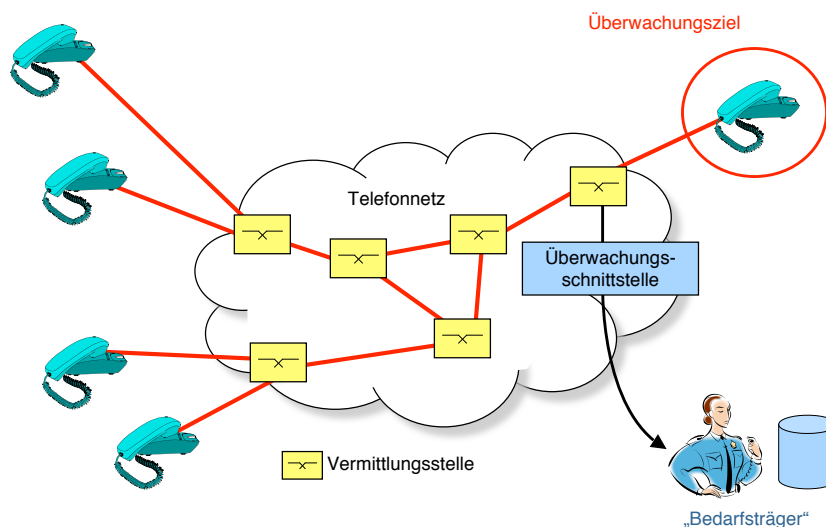 Überwachungsziel
Telefonnetz
Überwachungs-
schnittstelle
Vermittlungsstelle
„Bedarfsträger“